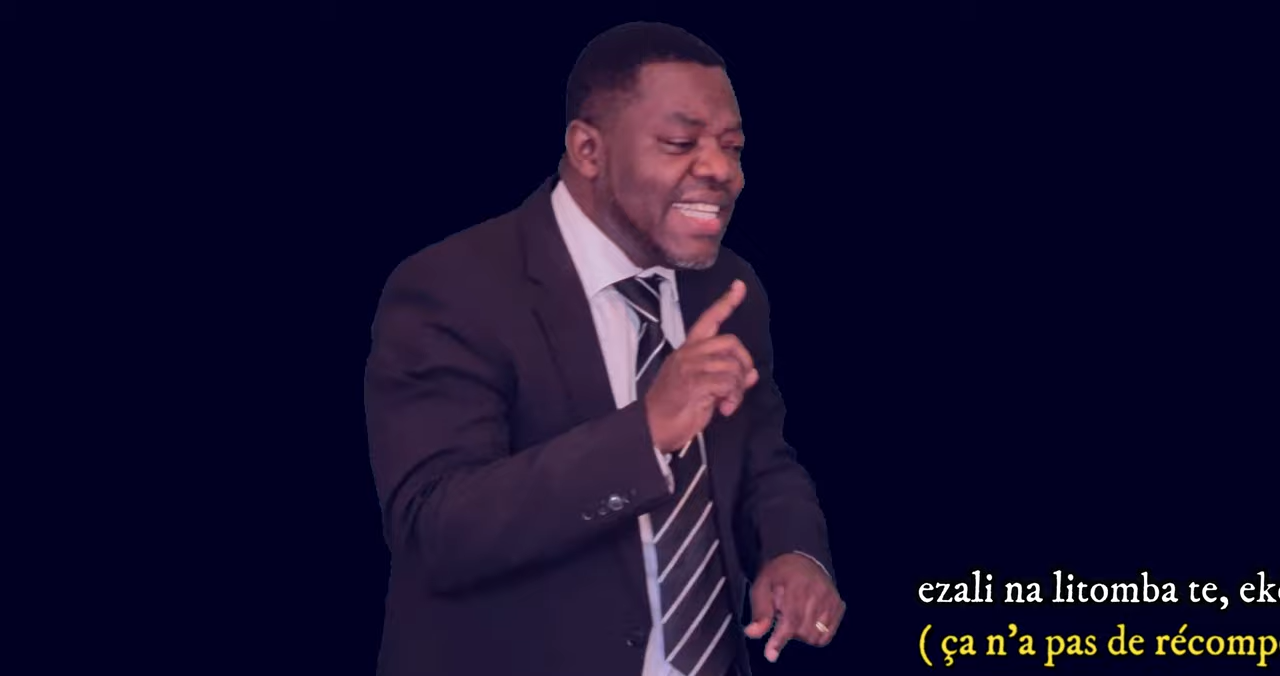 ezali na litomba te,
( ça n'a pas de